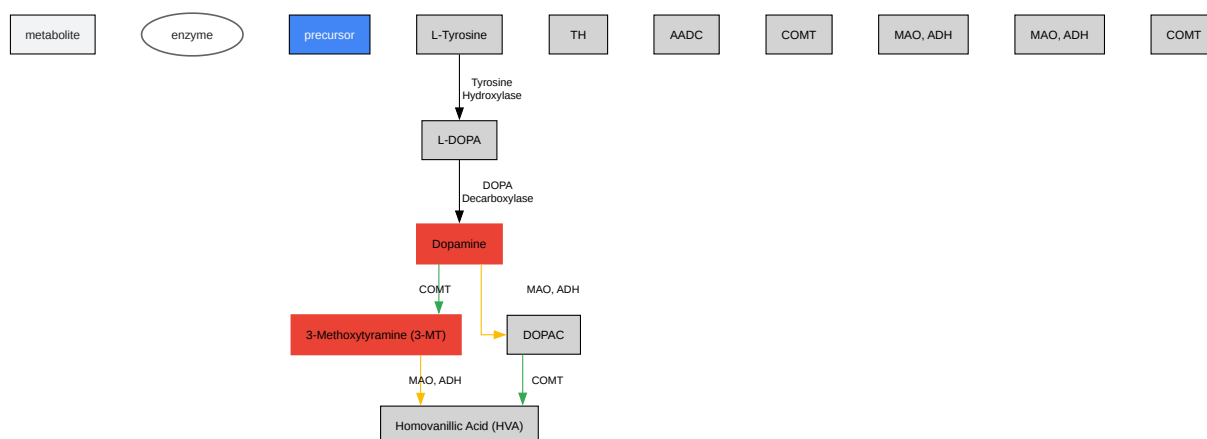 metabolite
enzyme
precursor
L-Tyrosine
TH
AADC
COMT
MAO, ADH
MAO, ADH
COMT
Tyrosine
Hydroxylase
L-DOPA
DOPA
Decarboxylase
Dopamine
COMT
MAO, ADH
3-Methoxytyramine (3-MT)
DOPAC
MAO, ADH
COMT
Homovanillic Acid (HVA)